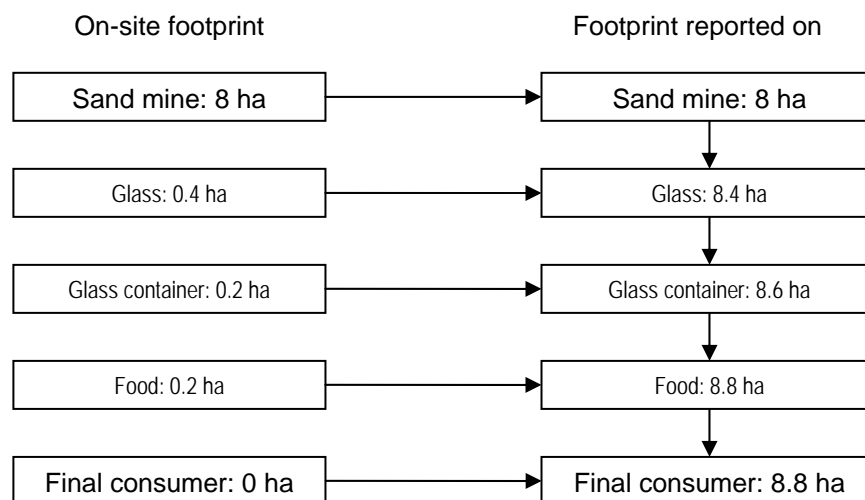 On-site footprint
Footprint reported on
Sand mine: 8 ha
Sand mine: 8 ha
Glass: 0.4 ha
Glass: 8.4 ha
Glass container: 0.2 ha
Glass container: 8.6 ha
Food: 0.2 ha
Food: 8.8 ha
Final consumer: 0 ha
Final consumer: 8.8 ha